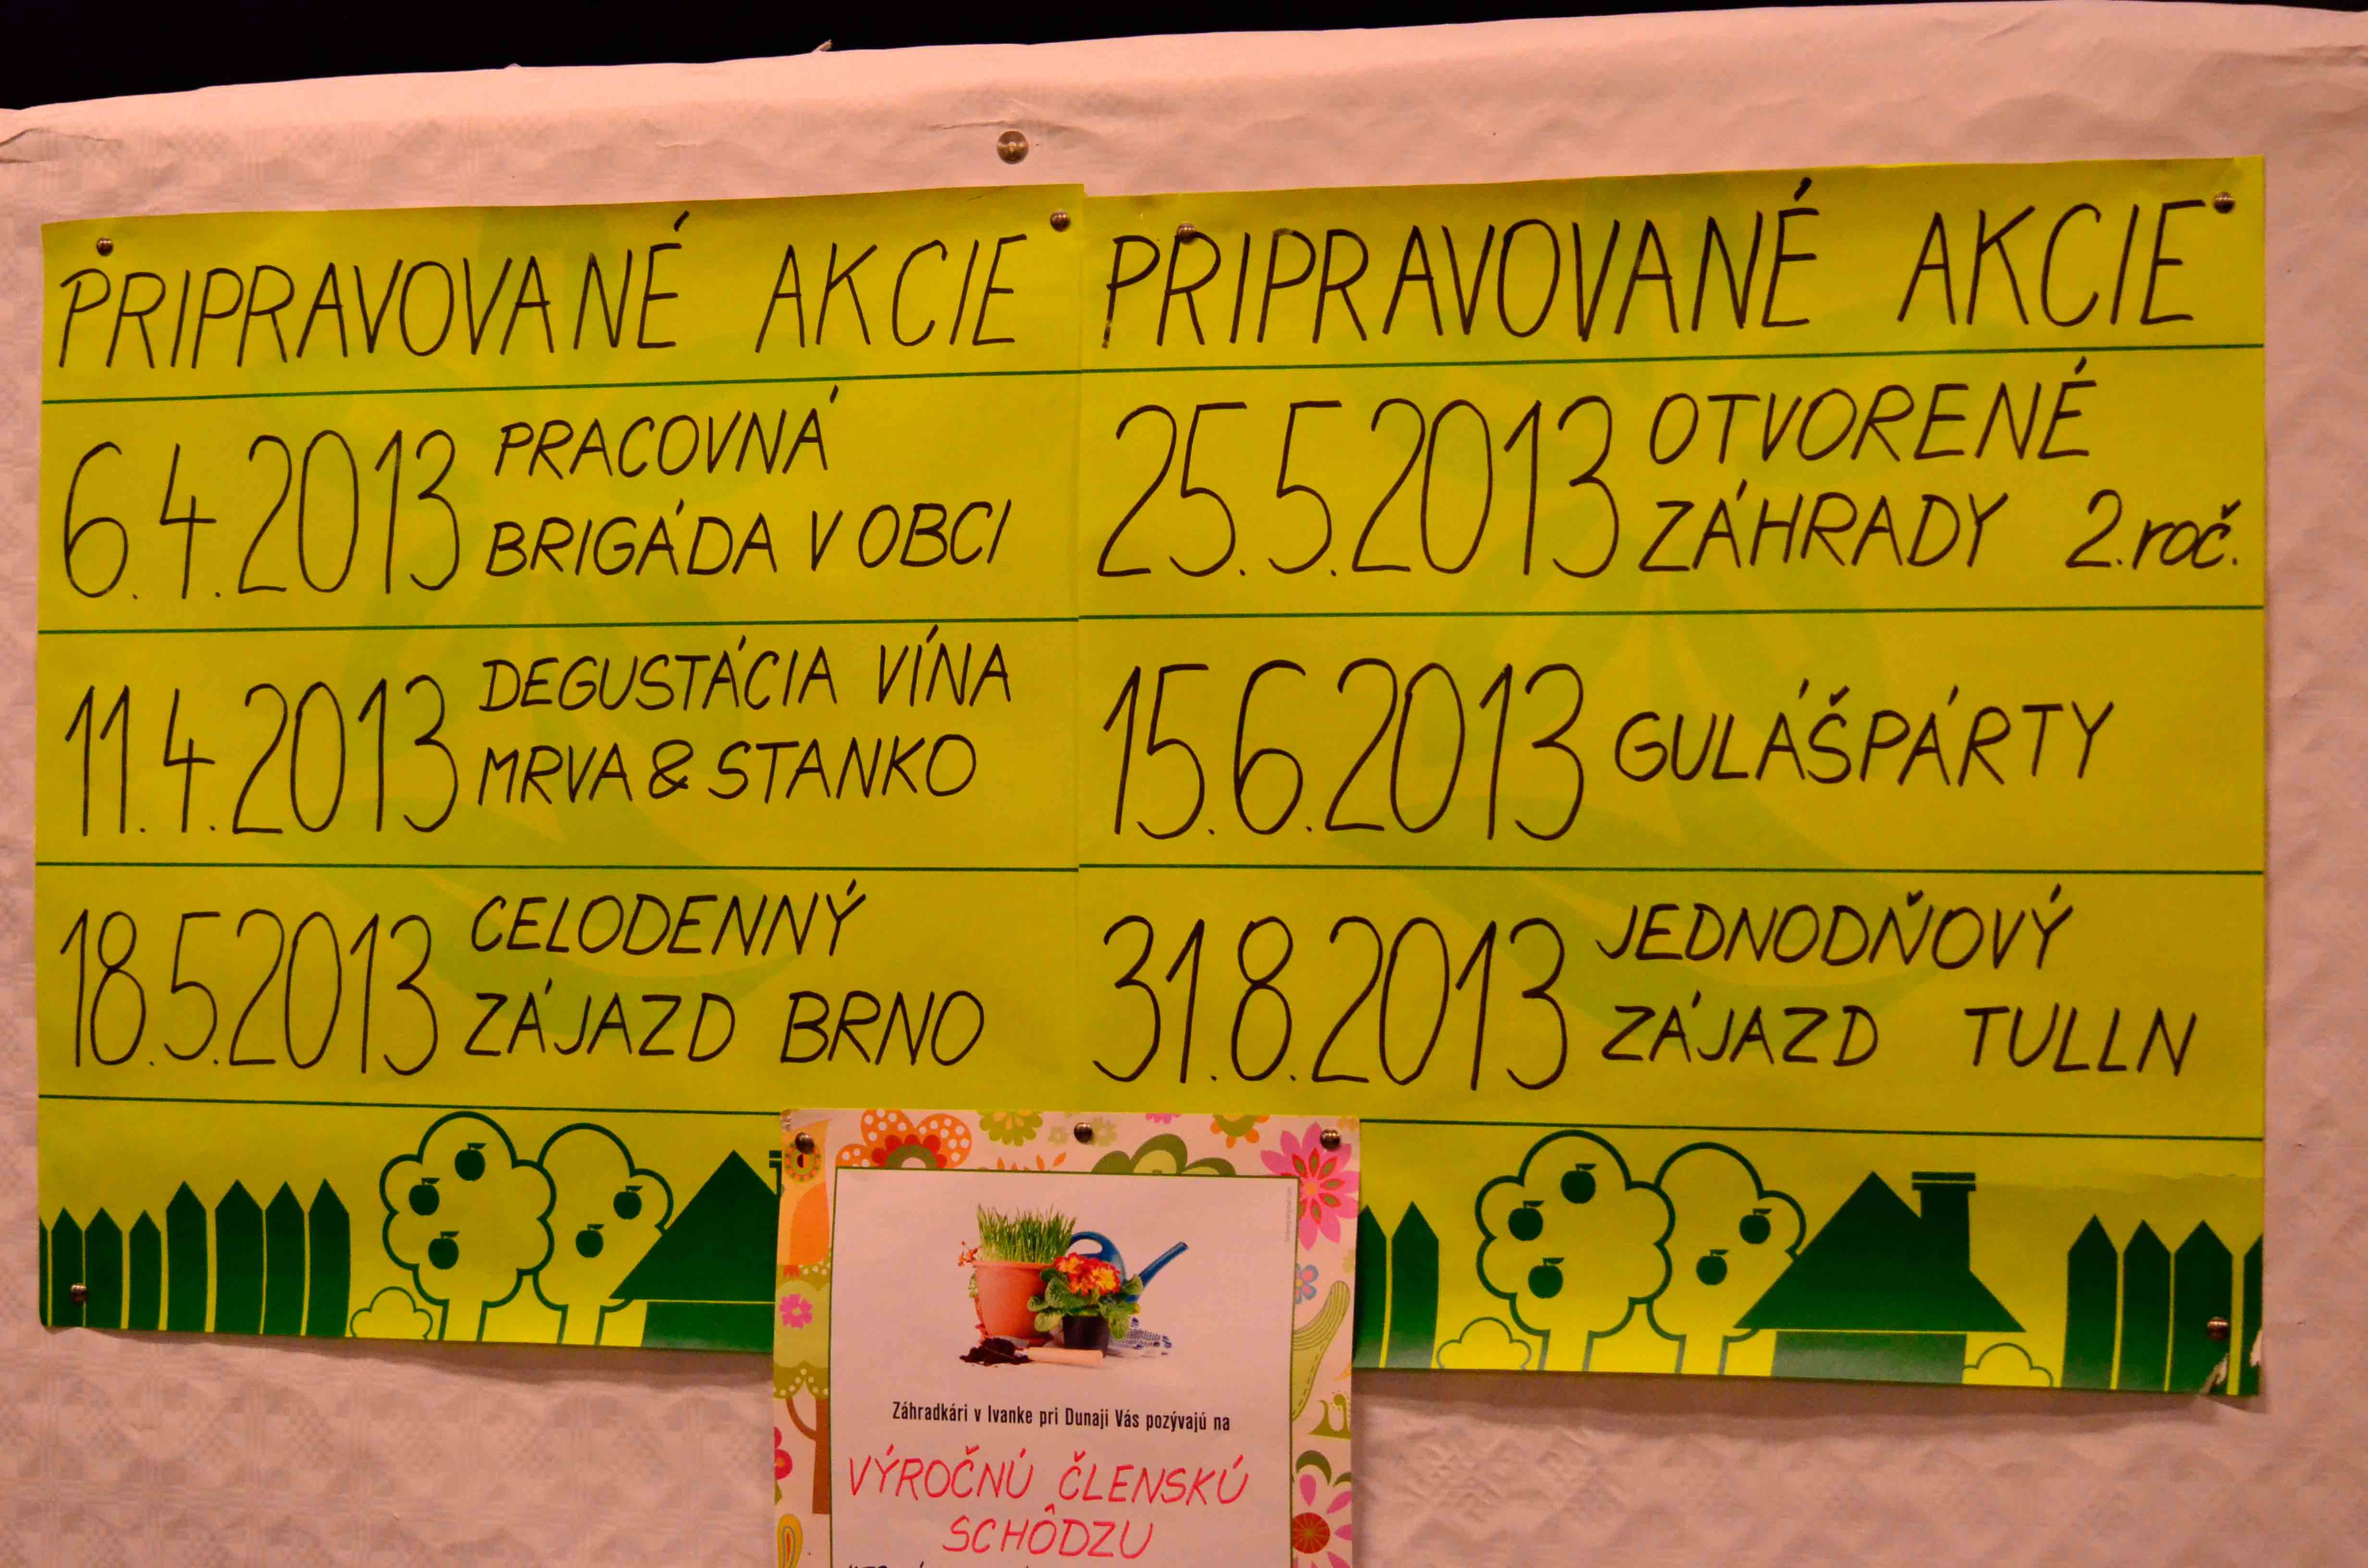 PRIPRAVOVANÉ AKCIE
6.4.2013 PRACOVNÁ
BRIGÁDA V OBCI
11.4.2013 DEGUSTÁCIA VÍNA
MRVA & STANKO
18.5.2013 CELODENNÝ
ZÁJAZD BRNO
PRIPRAVOVANÉ AKCIE
25.5.2013 OTVORENÉ
ZÁHRADY 2.roč.
15.6.2013 GULÁŠPÁRTY
31.8.2013 JEDNODŇOVÝ
ZÁJAZD TULLN
Záhradkári v Ivanke pri Dunaji Vás pozývajú na
VÝROČNÚ ČLENSKÚ
SCHÔDZU